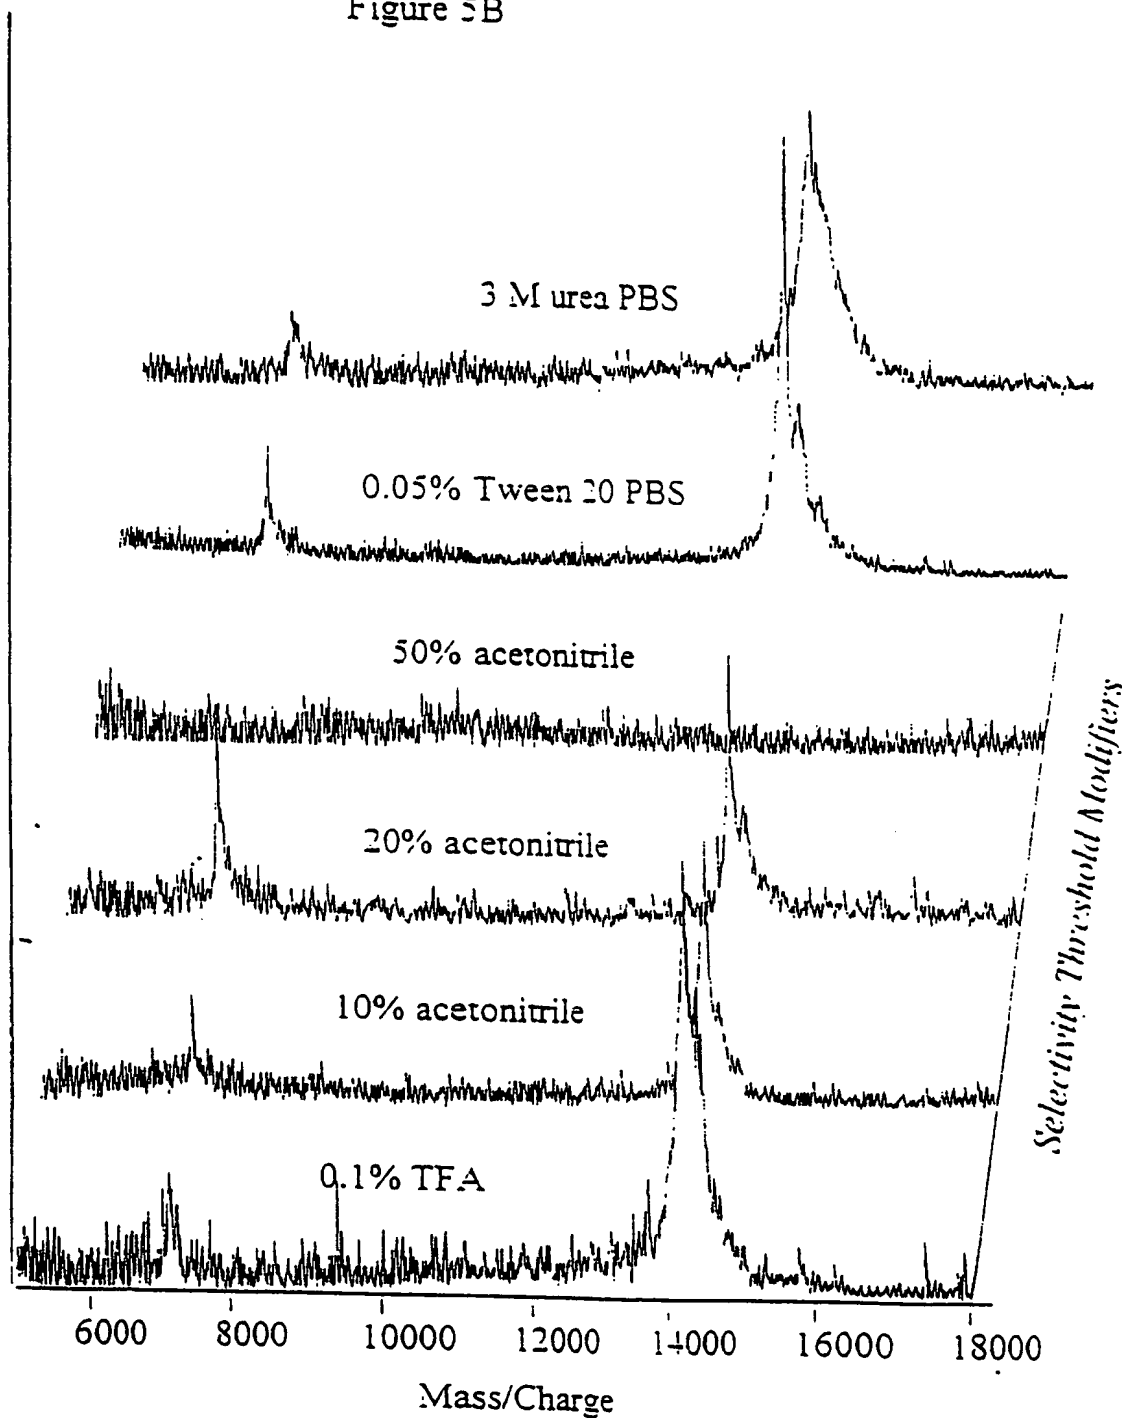 Figure 5B
3 M urea PBS
0.05% Tween 20 PBS
50% acetonitrile
20% acetonitrile
10% acetonitrile
0.1% TFA
Selectivity Threshold Modifiers
6000 8000 10000 12000 14000 16000 18000
Mass/Charge